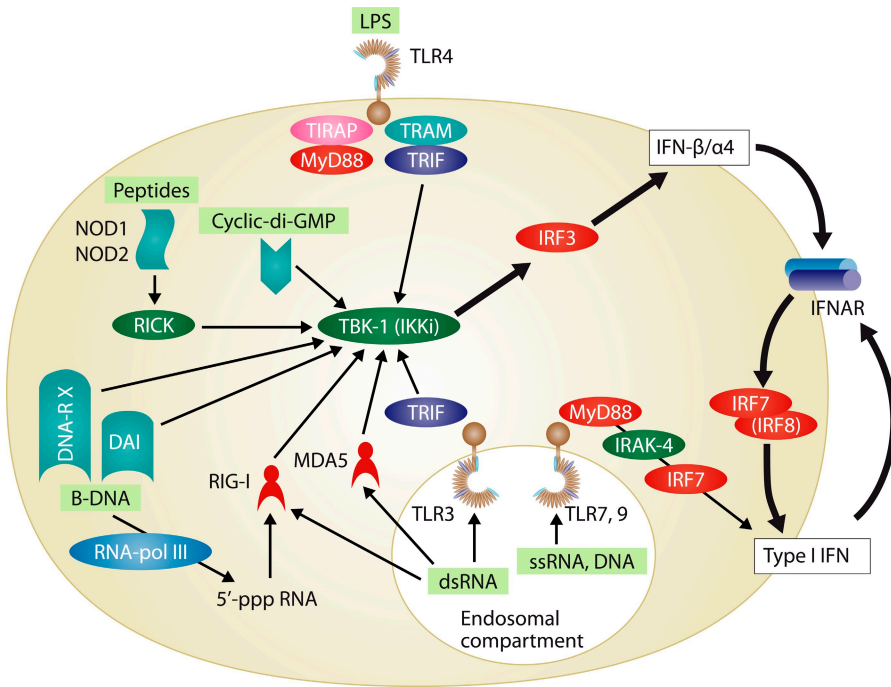 LPS
TLR4
TIRAP
TRAM
MyD88
TRIF
IFN-β/α4
Peptides
NOD1
NOD2
Cyclic-di-GMP
IRF3
IFNAR
RICK
TBK-1 (IKKi)
DNA-R X
DAI
TRIF
MyD88
IRAK-4
IRF7
IRF7
(IRF8)
B-DNA
RIG-I
MDA5
TLR3
TLR7, 9
RNA-pol III
5′-ppp RNA
dsRNA
ssRNA, DNA
Type I IFN
Endosomal
compartment